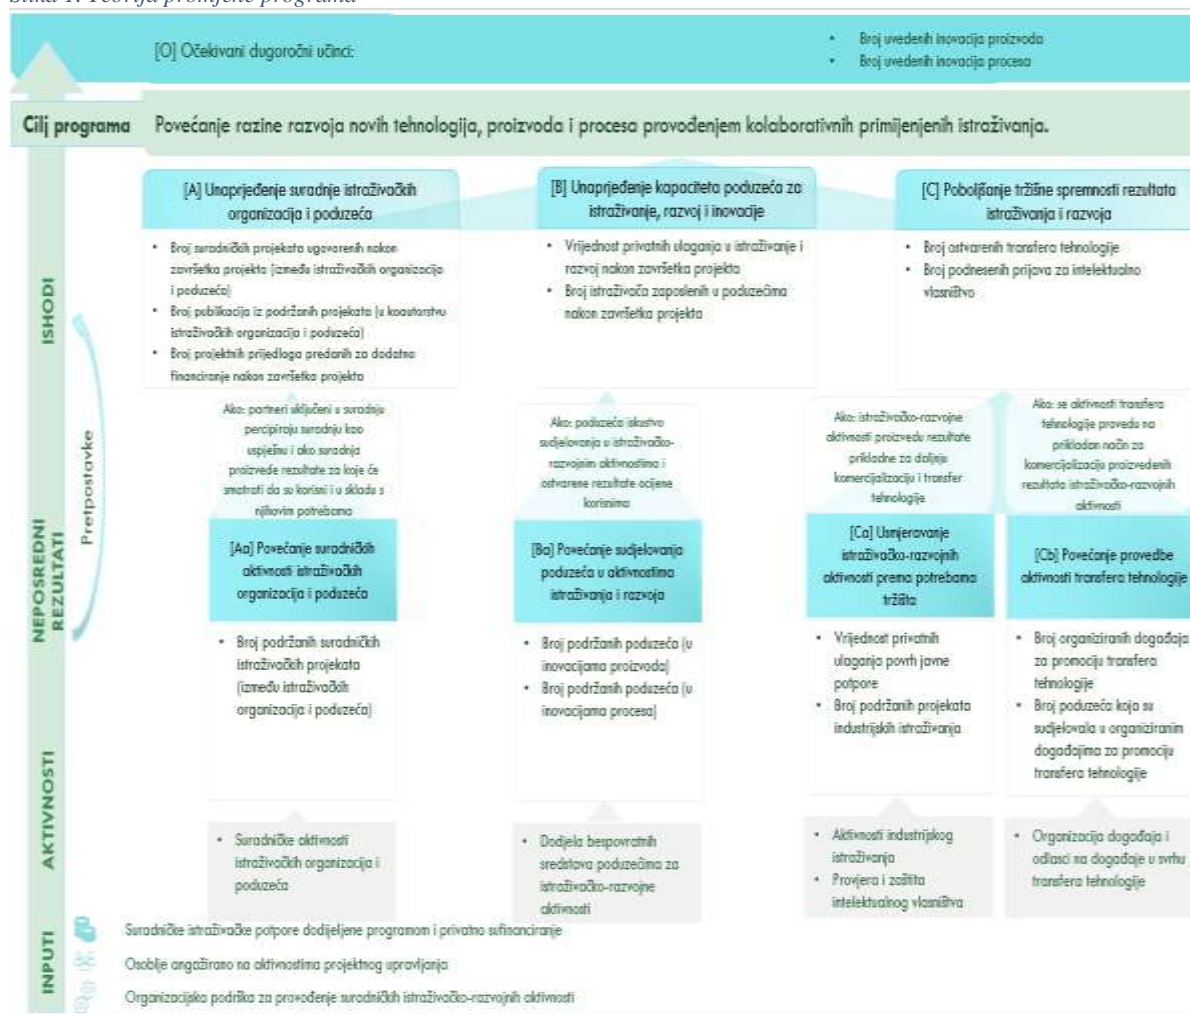 Slika 1. Teorija promjene programa
[O] Očekivani dugoročni učinci:
• Broj uvedenih inovacija proizvoda
• Broj uvedenih inovacija procesa
Cilj programa
Povećanje razine razvoja novih tehnologija, proizvoda i procesa provođenjem kolaborativnih primijenjenih istraživanja.
ISHODI
[A] Unaprjeđenje suradnje istraživačkih
organizacija i poduzeća
• Broj suradničkih projekata ugovorenih nakon
završetka projekta (između istraživačkih organizacija
i poduzeća)
• Broj publikacija iz podržanih projekata (u koautorstvu
istraživačkih organizacija i poduzeća)
• Broj projektnih prijedloga predanih za dodatno
financiranje nakon završetka projekta
[B] Unaprjeđenje kapaciteta poduzeća za
istraživanje, razvoj i inovacije
• Vrijednost privatnih ulaganja u istraživanje i
razvoj nakon završetka projekta
• Broj istraživača zaposlenih u poduzećima
nakon završetka projekta
[C] Poboljšanje tržišne spremnosti rezultata
istraživanja i razvoja
• Broj ostvarenih transfera tehnologije
• Broj podnesenih prijava za intelektualno
vlasništvo
Pretpostavke
Ako: partneri uključeni u suradnju
percipiraju suradnju kao
uspješnu i ako suradnja
proizvede rezultate za koje će
smatrati da su korisni i u skladu s
njihovim potrebama
Ako: poduzeća iskustvo
sudjelovanja u istraživačko-
razvojnim aktivnostima i
ostvarene rezultate ocijene
korisnima
Ako: istraživačko-razvojne
aktivnosti proizvedu rezultate
prikladne za daljnju
komercijalizaciju i transfer
tehnologije
Ako: se aktivnosti transfera
tehnologije provedu na
prikladan način za
komercijalizaciju proizvedenih
rezultata istraživačko-razvojnih
aktivnosti
NEPOSREDNI
REZULTATI
[Aa] Povećanje suradničkih
aktivnosti istraživačkih
organizacija i poduzeća
• Broj podržanih suradničkih
istraživačkih projekata
(između istraživačkih
organizacija i poduzeća)
[Ba] Povećanje sudjelovanja
poduzeća u aktivnostima
istraživanja i razvoja
• Broj podržanih poduzeća (u
inovacijama proizvoda)
• Broj podržanih poduzeća (u
inovacijama procesa)
[Ca] Usmjeravanje
istraživačko-razvojnih
aktivnosti prema potrebama
tržišta
• Vrijednost privatnih
ulaganja povrh javne
potpore
• Broj podržanih projekata
industrijskih istraživanja
[Cb] Povećanje provedbe
aktivnosti transfera tehnologije
• Broj organiziranih događaja
za promociju transfera
tehnologije
• Broj poduzeća koja su
sudjelovala u organiziranim
događajima za promociju
transfera tehnologije
AKTIVNOSTI
• Suradničke aktivnosti
istraživačkih organizacija i
poduzeća
• Dodjela bespovratnih
sredstava poduzećima za
istraživačko-razvojne
aktivnosti
• Aktivnosti industrijskog
istraživanja
• Provjera i zaštita
intelektualnog vlasništva
• Organizacija događaja i
odlasci na događaje u svrhu
transfera tehnologije
INPUTI
Suradničke istraživačke potpore dodijeljene programom i privatno sufinanciranje
Osoblje angažirano na aktivnostima projektnog upravljanja
Organizacijska podrška za provođenje suradničkih istraživačko-razvojnih aktivnosti